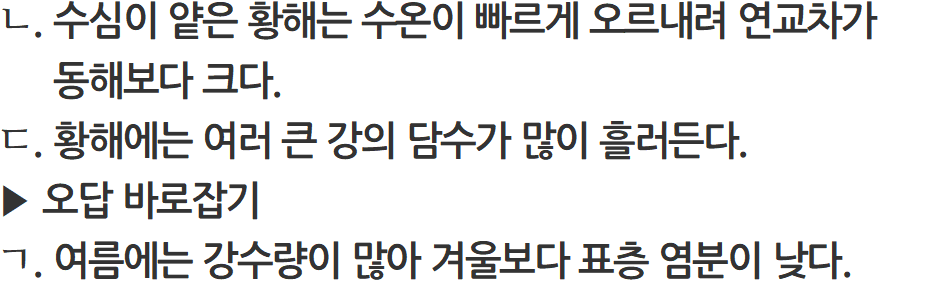 ㄴ. 수심이 얕은 황해는 수온이 빠르게 오르내려 연교차가
동해보다 크다.
ㄷ. 황해에는 여러 큰 강의 담수가 많이 흘러든다.
▶ 오답 바로잡기
ㄱ. 여름에는 강수량이 많아 겨울보다 표층 염분이 낮다.